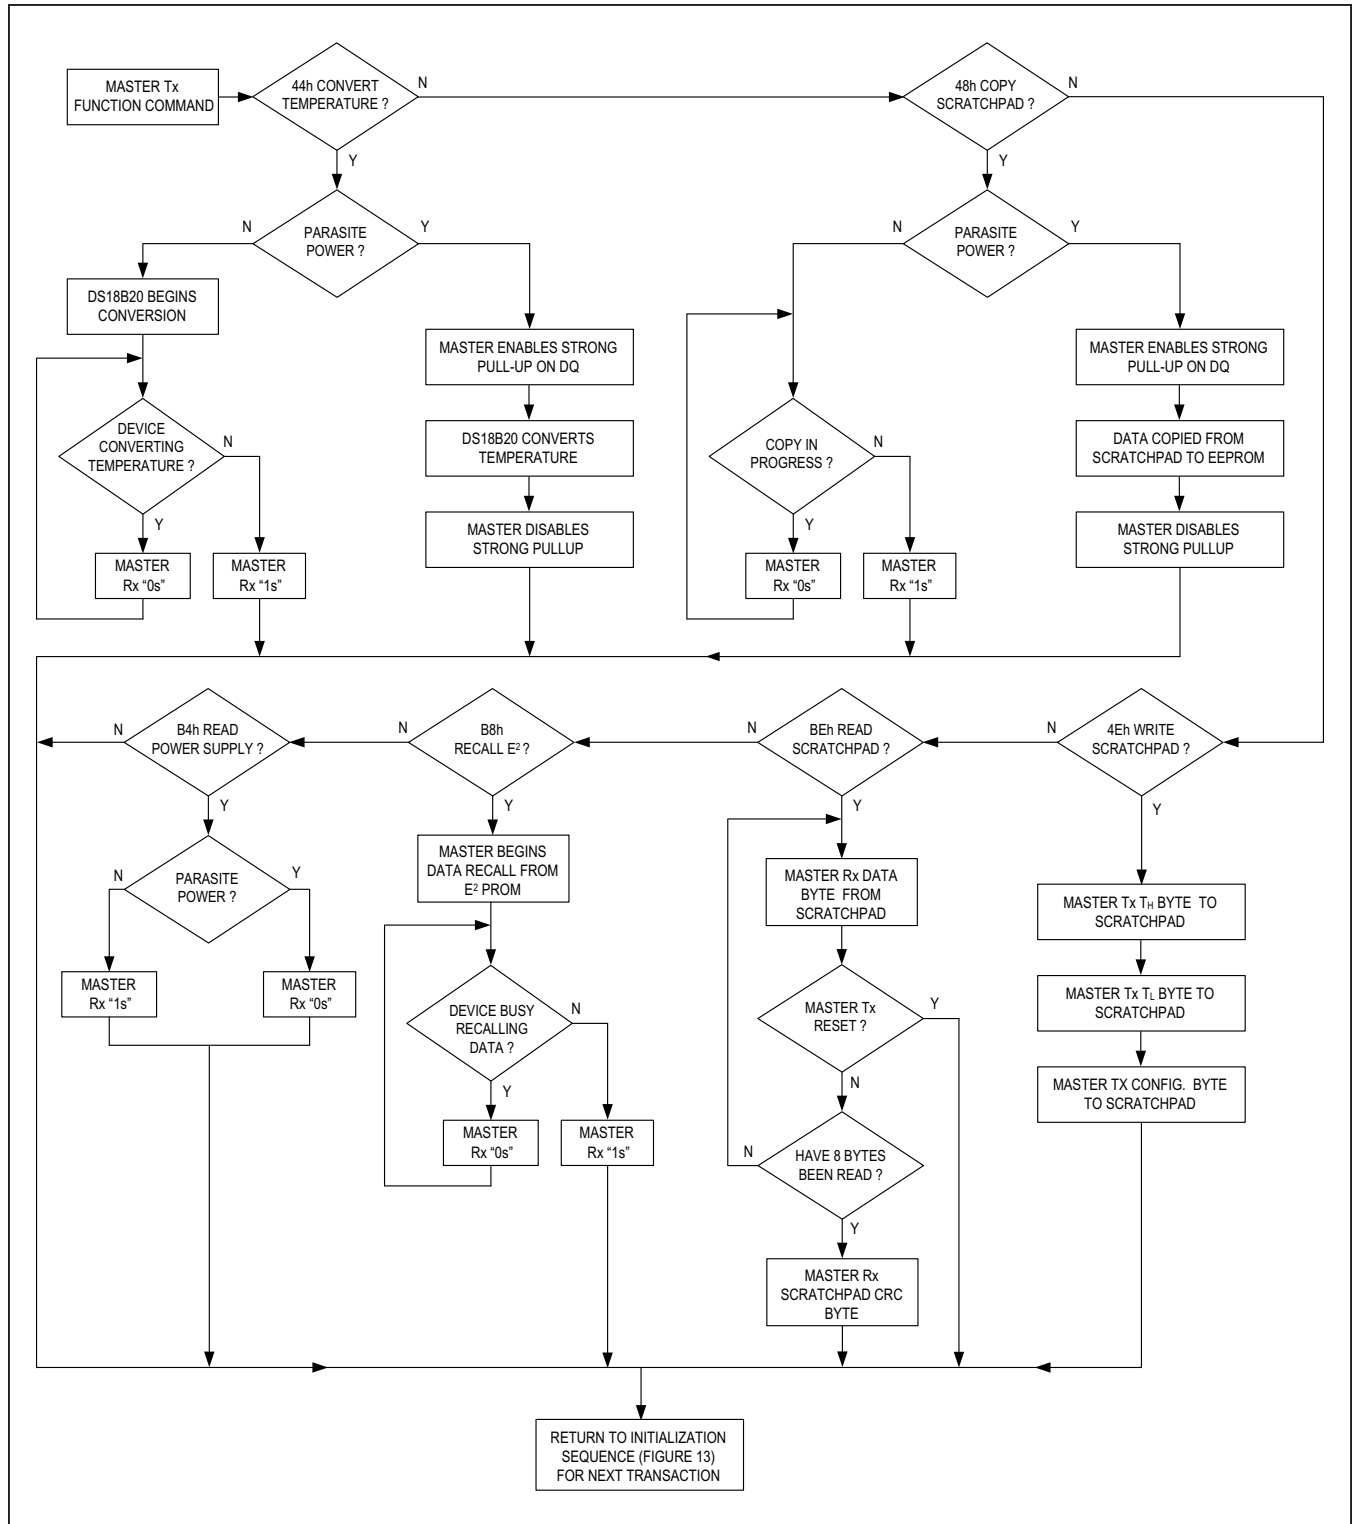 MASTER Tx
FUNCTION COMMAND
44h CONVERT
TEMPERATURE ?
N
Y
48h COPY
SCRATCHPAD ?
N
Y
PARASITE
POWER ?
N
Y
DS18B20 BEGINS
CONVERSION
DEVICE
CONVERTING
TEMPERATURE ?
N
Y
MASTER
Rx “0s”
MASTER
Rx “1s”
MASTER ENABLES STRONG
PULL-UP ON DQ
DS18B20 CONVERTS
TEMPERATURE
MASTER DISABLES
STRONG PULLUP
PARASITE
POWER ?
N
Y
COPY IN
PROGRESS ?
N
Y
MASTER
Rx “0s”
MASTER
Rx “1s”
MASTER ENABLES STRONG
PULL-UP ON DQ
DATA COPIED FROM
SCRATCHPAD TO EEPROM
MASTER DISABLES
STRONG PULLUP
B4h READ
POWER SUPPLY ?
N
Y
PARASITE
POWER ?
N
Y
MASTER
Rx “1s”
MASTER
Rx “0s”
B8h
RECALL E² ?
N
Y
MASTER BEGINS
DATA RECALL FROM
E² PROM
DEVICE BUSY
RECALLING
DATA ?
N
Y
MASTER
Rx “0s”
MASTER
Rx “1s”
BEh READ
SCRATCHPAD ?
N
Y
MASTER Rx DATA
BYTE FROM
SCRATCHPAD
MASTER Tx
RESET ?
Y
N
HAVE 8 BYTES
BEEN READ ?
N
Y
MASTER Rx
SCRATCHPAD CRC
BYTE
4Eh WRITE
SCRATCHPAD ?
N
Y
MASTER Tx TH BYTE TO
SCRATCHPAD
MASTER Tx TL BYTE TO
SCRATCHPAD
MASTER TX CONFIG. BYTE
TO SCRATCHPAD
RETURN TO INITIALIZATION
SEQUENCE (FIGURE 13)
FOR NEXT TRANSACTION